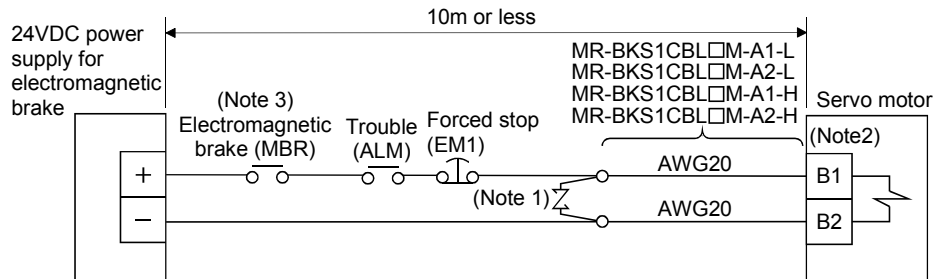 10m or less
24VDC power
supply for
electromagnetic
brake
MR-BKS1CBL□M-A1-L
MR-BKS1CBL□M-A2-L
MR-BKS1CBL□M-A1-H
MR-BKS1CBL□M-A2-H
Servo motor
(Note 3)
Electromagnetic
brake (MBR)
Trouble
(ALM)
Forced stop
(EM1)
(Note2)
+
AWG20
B1
(Note 1)
−
AWG20
B2